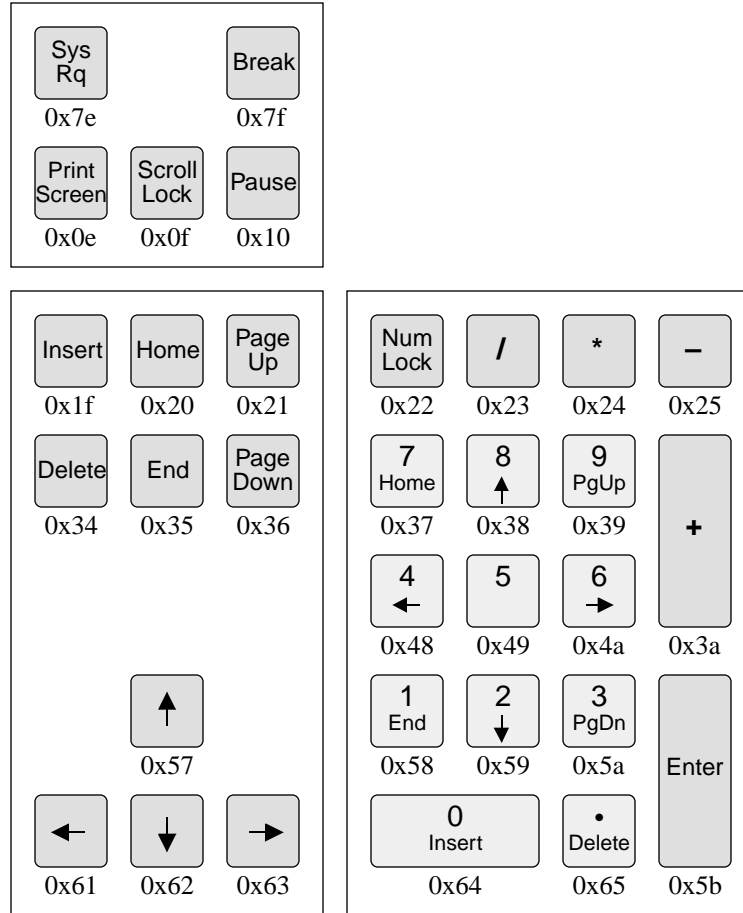 Sys
Rq
Break
0x7e 0x7f
Print
Screen
Scroll
Lock
Pause
0x0e 0x0f 0x10
Insert
Home
Page
Up
0x1f 0x20 0x21
Delete
End
Page
Down
0x34 0x35 0x36
0x57
0x61 0x62 0x63
Num
Lock
/
*
–
0x22 0x23 0x24 0x25
7
Home
8
9
PgUp
+
0x37 0x38 0x39
4
5
6
0x48 0x49 0x4a 0x3a
1
End
2
3
PgDn
Enter
0x58 0x59 0x5a
0
Insert
•
Delete
0x64 0x65 0x5b